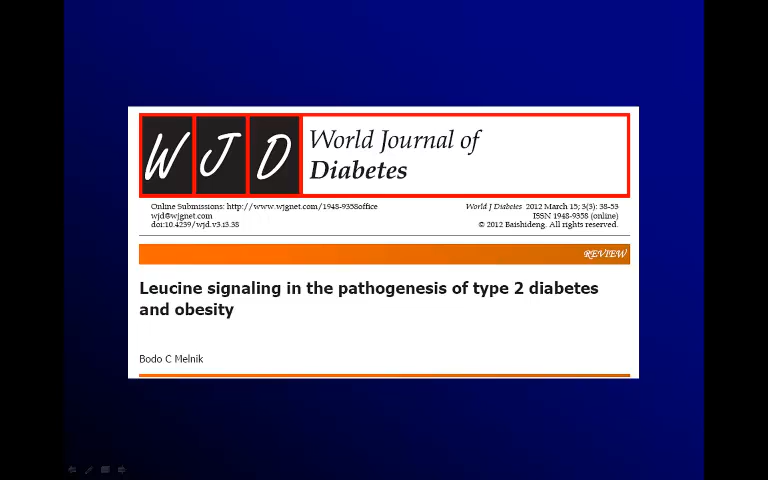 W J D
World Journal of
Diabetes
Online Submissions: http://www.wjgnet.com/1948-9358office
wjd@wjgnet.com
doi:10.4239/wjd.v3.i3.38
World J Diabetes 2012 March 15; 3(3): 38-53
ISSN 1948-9358 (online)
© 2012 Baishideng. All rights reserved.
REVIEW
Leucine signaling in the pathogenesis of type 2 diabetes
and obesity
Bodo C Melnik